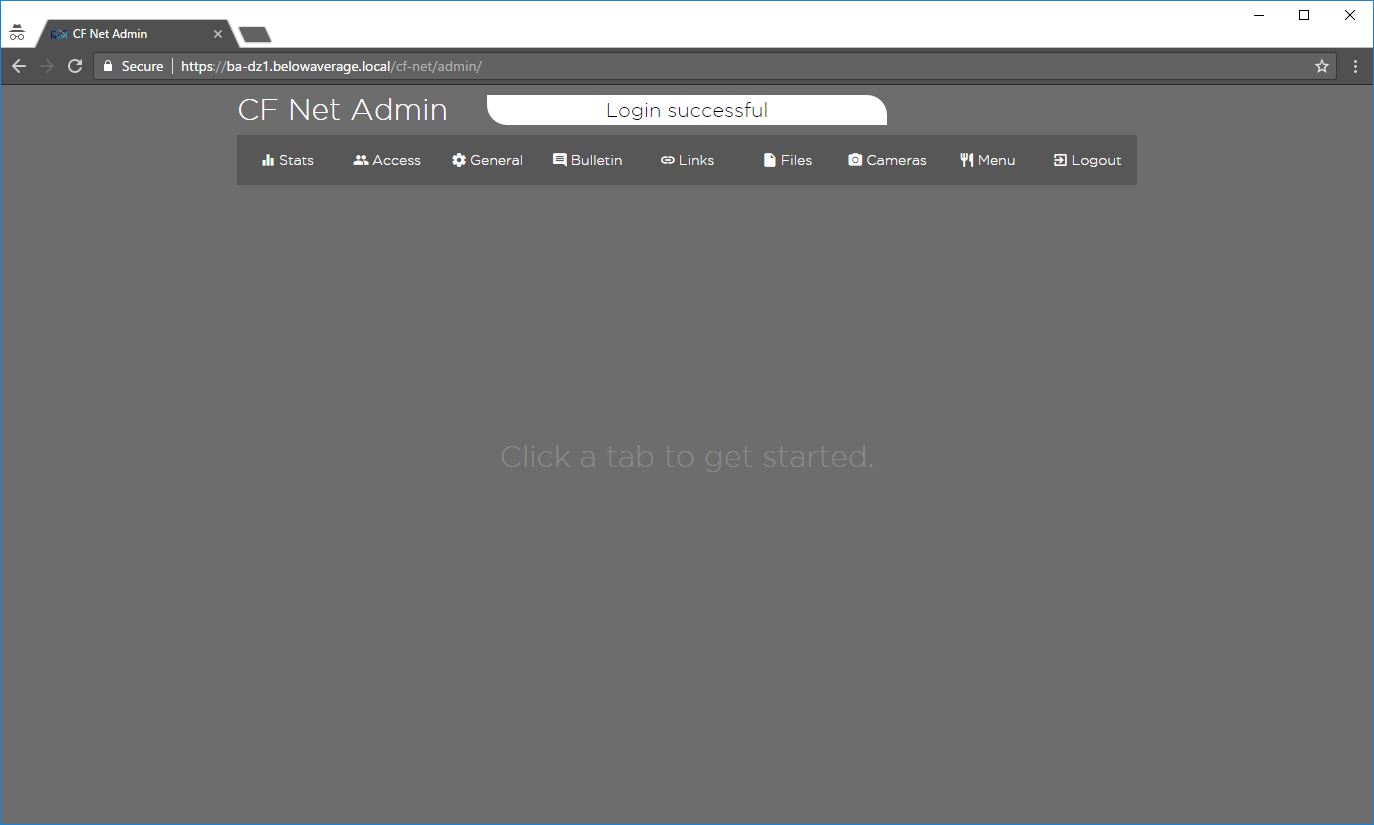 CF Net Admin
Secure https://ba-dz1.belowaverage.local/cf-net/admin/
CF Net Admin Login successful
Stats Access General Bulletin Links Files Cameras Menu Logout
Click a tab to get started.